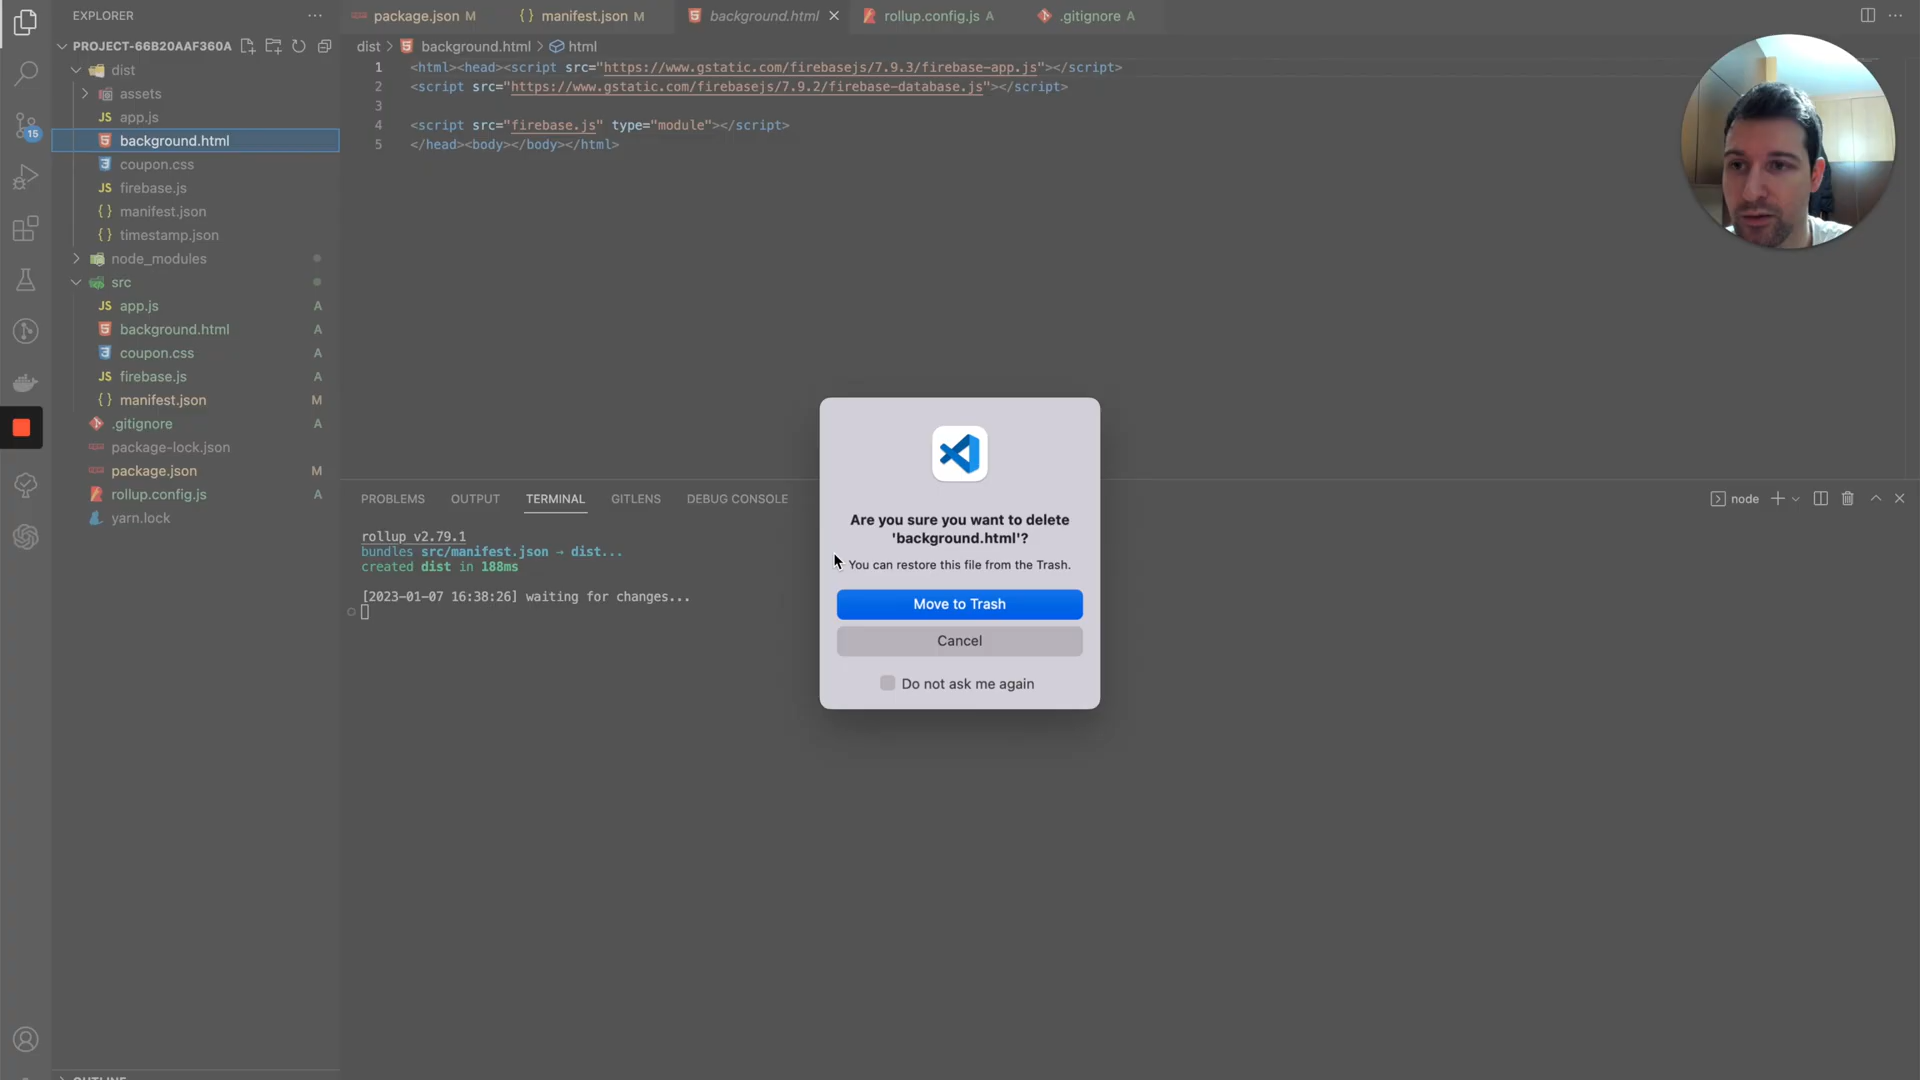 EXPLORER
PROJECT-66B20AAF360A
dist
assets
JS app.js
background.html
coupon.css
JS firebase.js
{ } manifest.json
{ } timestamp.json
node_modules
src
JS app.js A
background.html A
coupon.css A
JS firebase.js A
{ } manifest.json M
.gitignore A
package-lock.json
package.json M
rollup.config.js A
yarn.lock
15
package.json M
{ } manifest.json M
background.html
rollup.config.js A
.gitignore A
dist > background.html > html
1 <html><head><script src="https://www.gstatic.com/firebasejs/7.9.3/firebase-app.js"></script>
2 <script src="https://www.gstatic.com/firebasejs/7.9.2/firebase-database.js"></script>
3
4 <script src="firebase.js" type="module"></script>
5 </head><body></body></html>
PROBLEMS OUTPUT TERMINAL GITLENS DEBUG CONSOLE
node
rollup v2.79.1
bundles src/manifest.json → dist...
created dist in 188ms
[2023-01-07 16:38:26] waiting for changes...
Are you sure you want to delete
'background.html'?
You can restore this file from the Trash.
Move to Trash
Cancel
Do not ask me again
OUTLINE